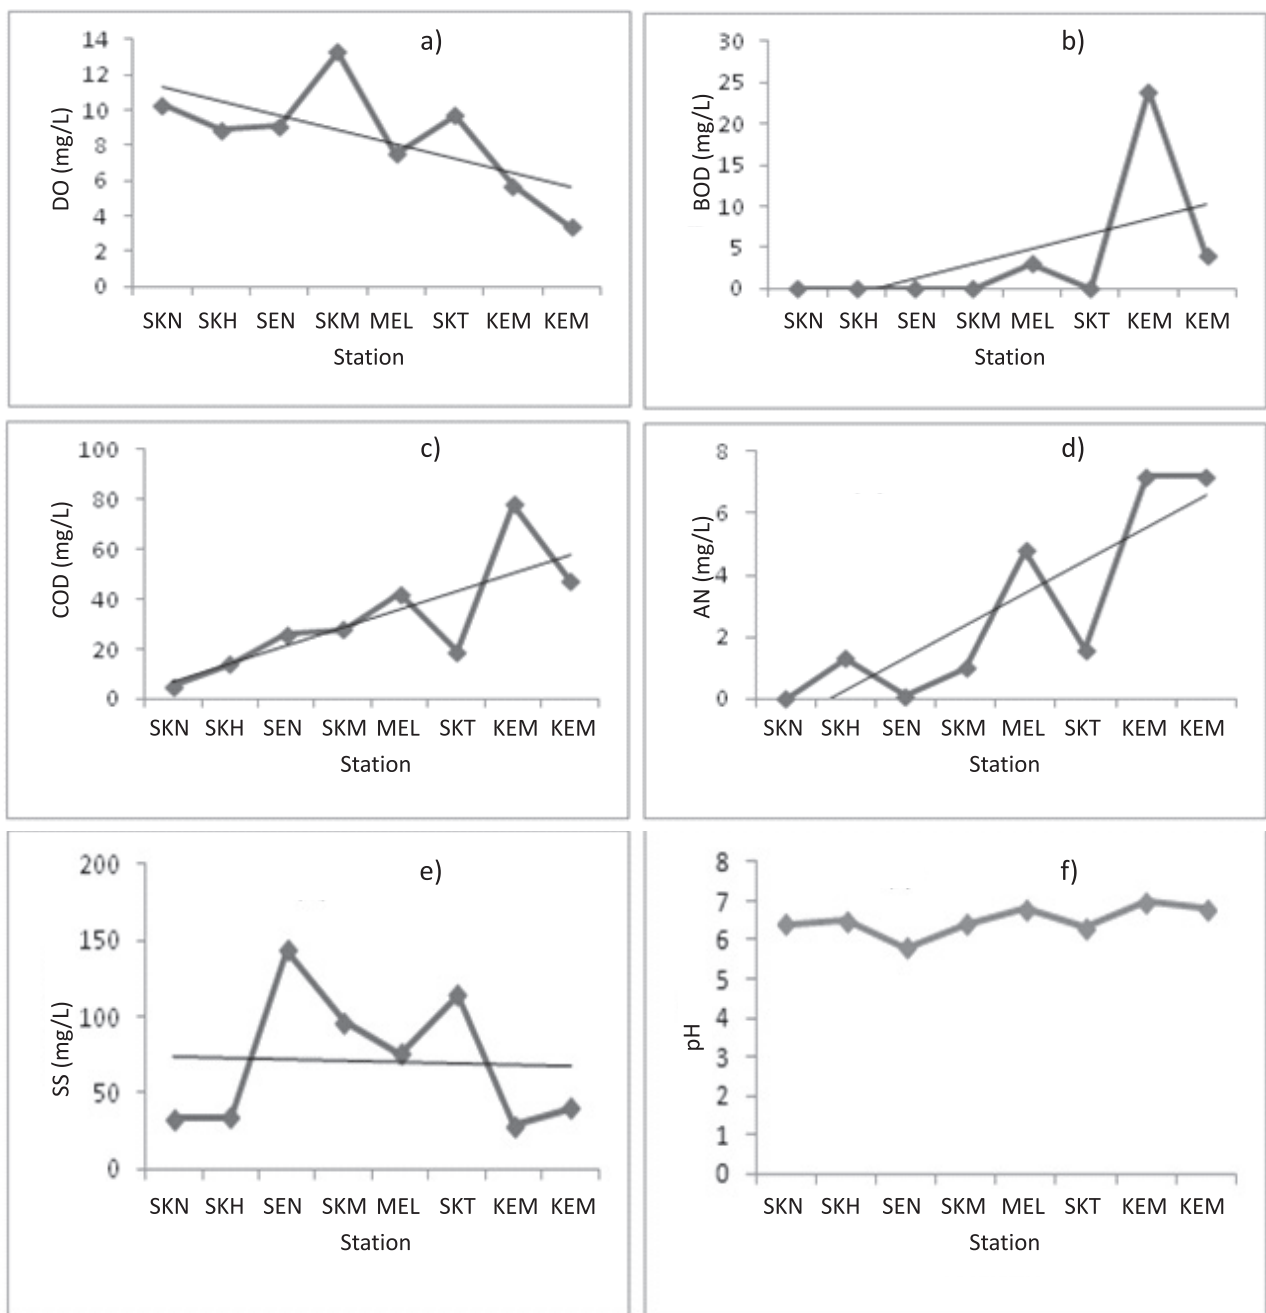 a)
14
12
10
8
6
4
2
0
DO (mg/L)
SKN SKH SEN SKM MEL SKT KEM KEM
Station
b)
30
25
20
15
10
5
0
BOD (mg/L)
SKN SKH SEN SKM MEL SKT KEM KEM
Station
c)
100
80
60
40
20
0
COD (mg/L)
SKN SKH SEN SKM MEL SKT KEM KEM
Station
d)
8
6
4
2
0
AN (mg/L)
SKN SKH SEN SKM MEL SKT KEM KEM
Station
e)
200
150
100
50
0
SS (mg/L)
SKN SKH SEN SKM MEL SKT KEM KEM
Station
f)
8
7
6
5
4
3
2
1
0
pH
SKN SKH SEN SKM MEL SKT KEM KEM
Station